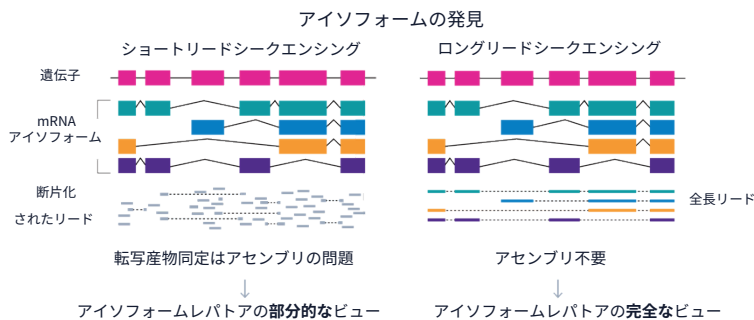 アイソフォームの発見
ショートリードシークエンシング
ロングリードシークエンシング
遺伝子
mRNA
アイソフォーム
断片化
されたリード
全長リード
転写産物同定はアセンブリの問題
アセンブリ不要
アイソフォームレパトアの部分的なビュー
アイソフォームレパトアの完全なビュー